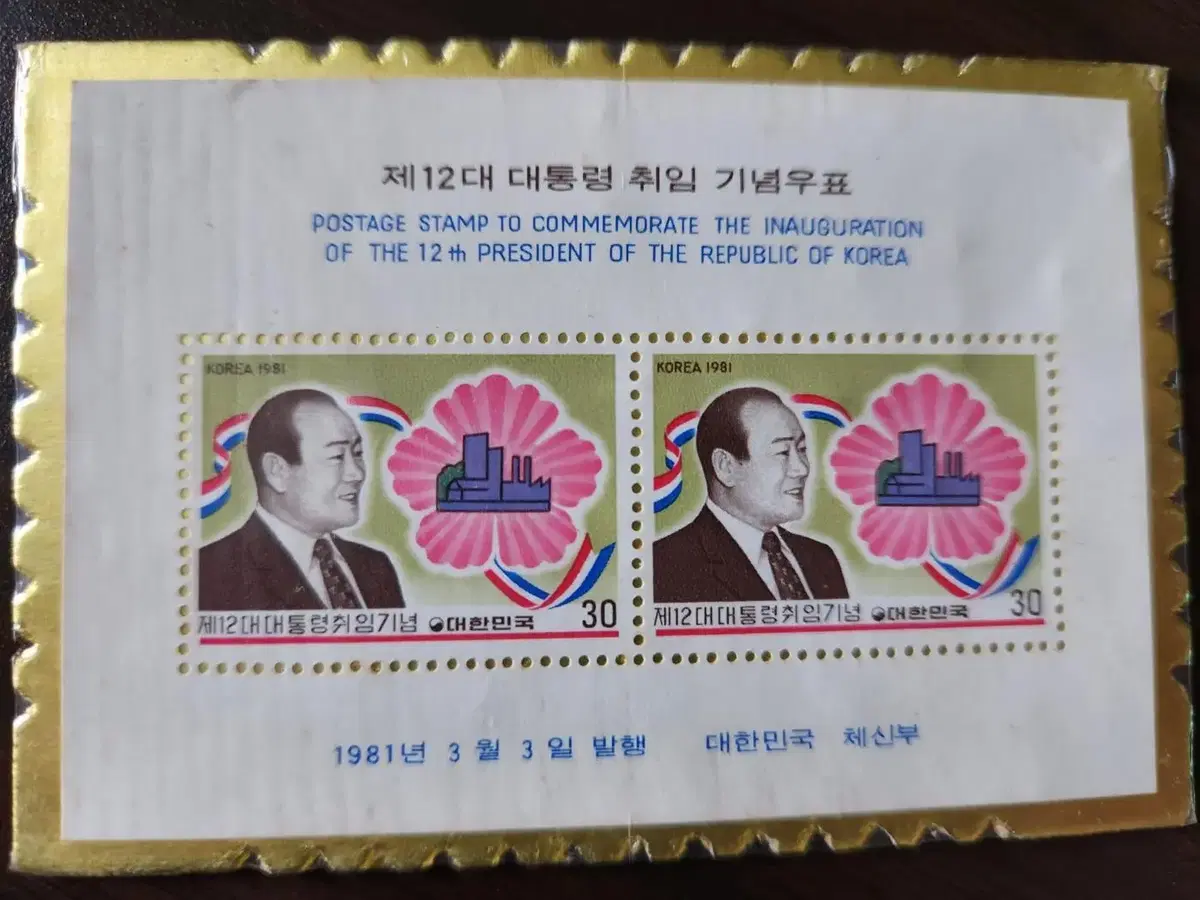 제12대 대통령 취임 기념우표
POSTAGE STAMP TO COMMEMORATE THE INAUGURATION
OF THE 12th PRESIDENT OF THE REPUBLIC OF KOREA
KOREA 1981
제12대대통령취임기념 대한민국 30
KOREA 1981
제12대대통령취임기념 대한민국 30
1981년 3월 3일 발행 대한민국 체신부